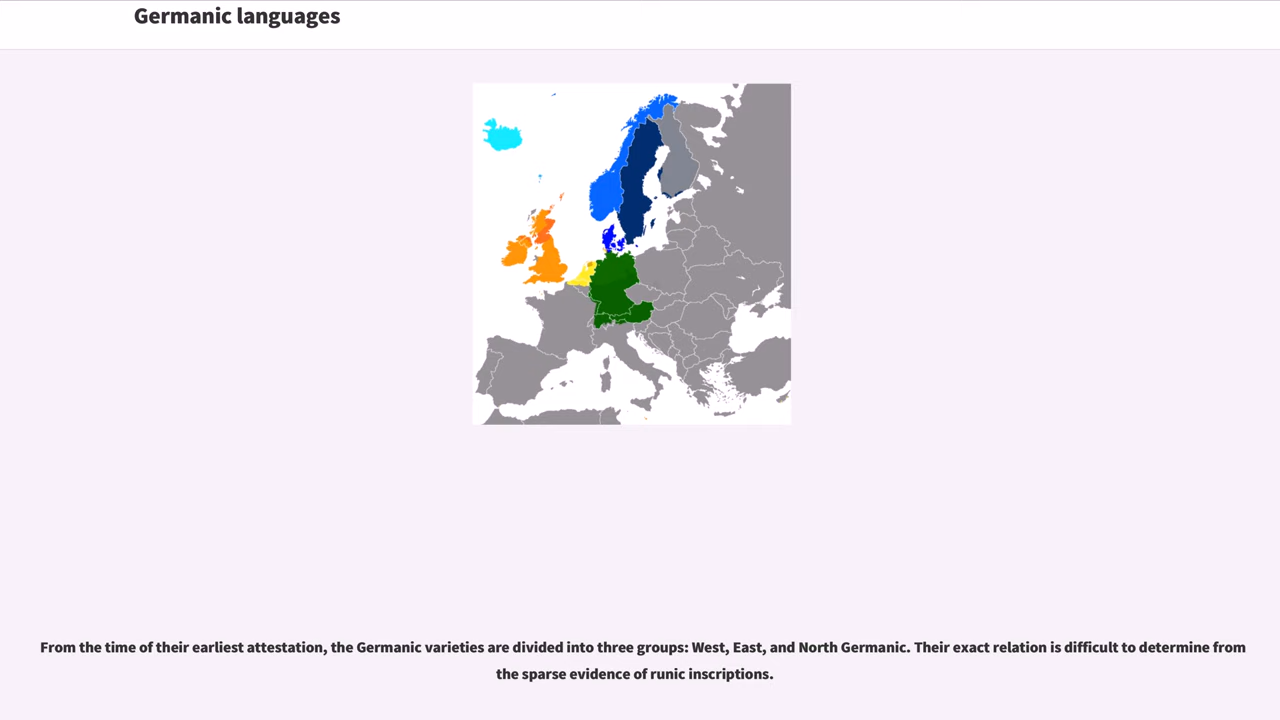 Germanic languages
From the time of their earliest attestation, the Germanic varieties are divided into three groups: West, East, and North Germanic. Their exact relation is difficult to determine from
the sparse evidence of runic inscriptions.